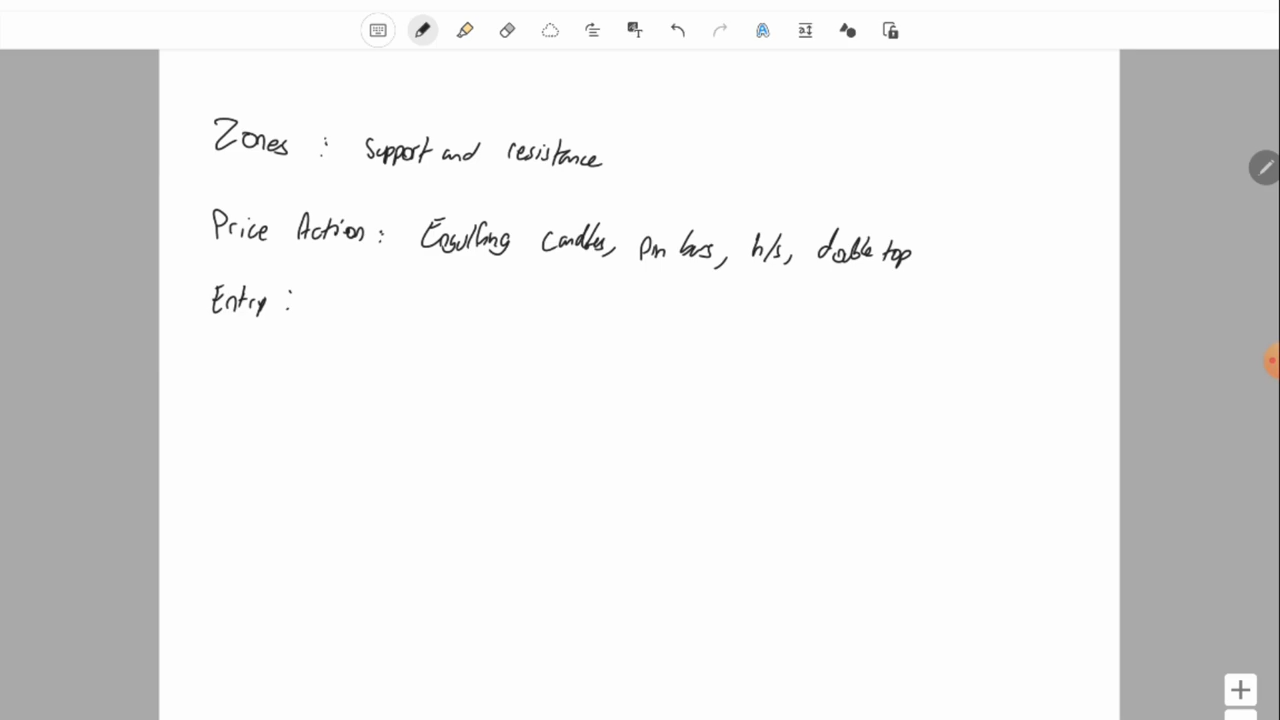 Zones : Support and resistance
Price Action : Engulfing candles, pin bars, h/s, double top
Entry :